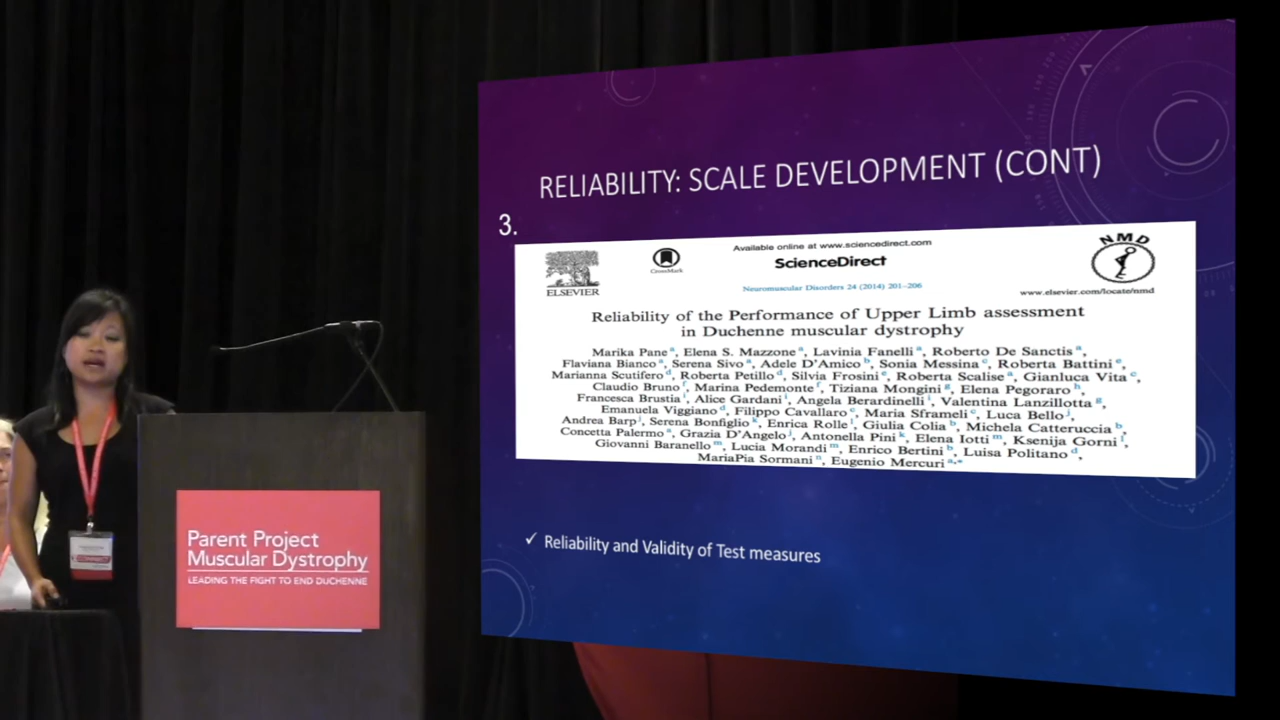 RELIABILITY: SCALE DEVELOPMENT (CONT)
3.
ELSEVIER
CrossMark
Available online at www.sciencedirect.com
ScienceDirect
Neuromuscular Disorders 24 (2014) 201–206
NMD
www.elsevier.com/locate/nmd
Reliability of the Performance of Upper Limb assessment
in Duchenne muscular dystrophy
Marika Pane a, Elena S. Mazzone a, Lavinia Fanelli a, Roberto De Sanctis a,
Flaviana Bianco a, Serena Sivo a, Adele D'Amico b, Sonia Messina c, Roberta Battini e,
Marianna Scutifero d, Roberta Petillo d, Silvia Frosini e, Roberta Scalise a, Gianluca Vita c,
Claudio Bruno f, Marina Pedemonte f, Tiziana Mongini g, Elena Pegoraro h,
Francesca Brustia i, Alice Gardani i, Angela Berardinelli i, Valentina Lanzillotta g,
Emanuela Viggiano d, Filippo Cavallaro c, Maria Sframeli c, Luca Bello j,
Andrea Barp j, Serena Bonfiglio k, Enrica Rolle l, Giulia Colia b, Michela Catteruccia b,
Concetta Palermo a, Grazia D'Angelo j, Antonella Pini k, Elena Iotti m, Ksenija Gorni l,
Giovanni Baranello m, Lucia Morandi m, Enrico Bertini b, Luisa Politano d,
MariaPia Sormani n, Eugenio Mercuri a,*
✓ Reliability and Validity of Test measures
Parent Project
Muscular Dystrophy
LEADING THE FIGHT TO END DUCHENNE